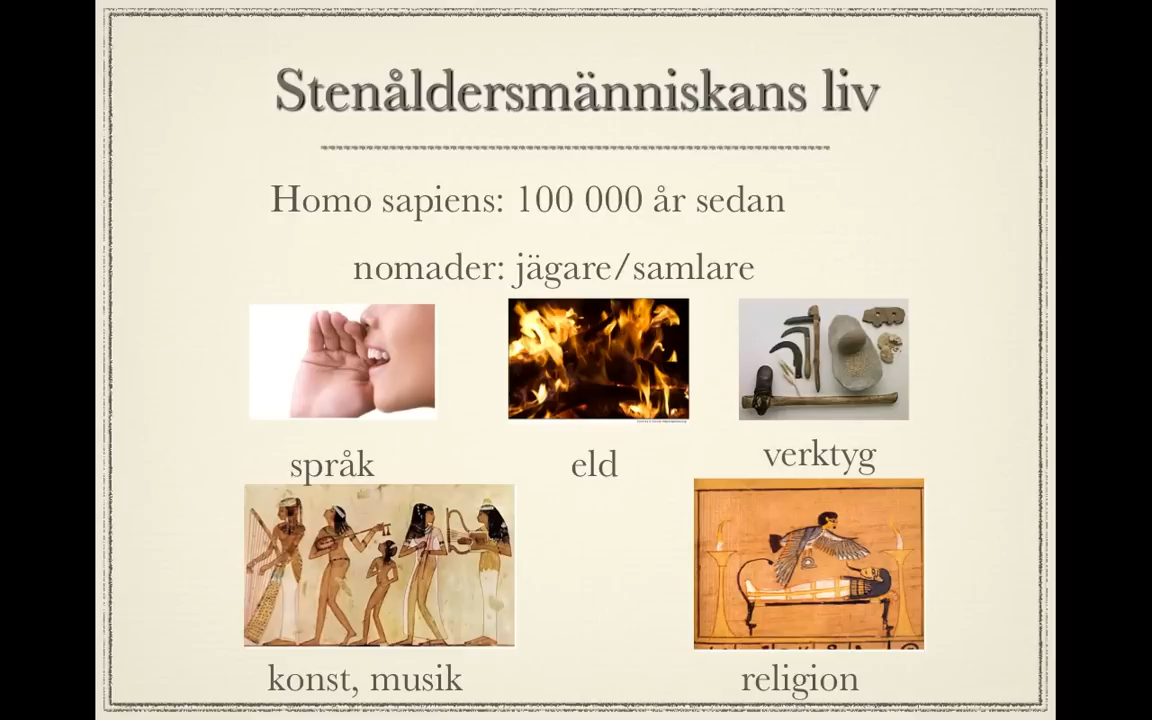 Stenåldersmänniskans liv
Homo sapiens: 100 000 år sedan
nomader: jägare/samlare
språk
eld
verktyg
konst, musik
religion